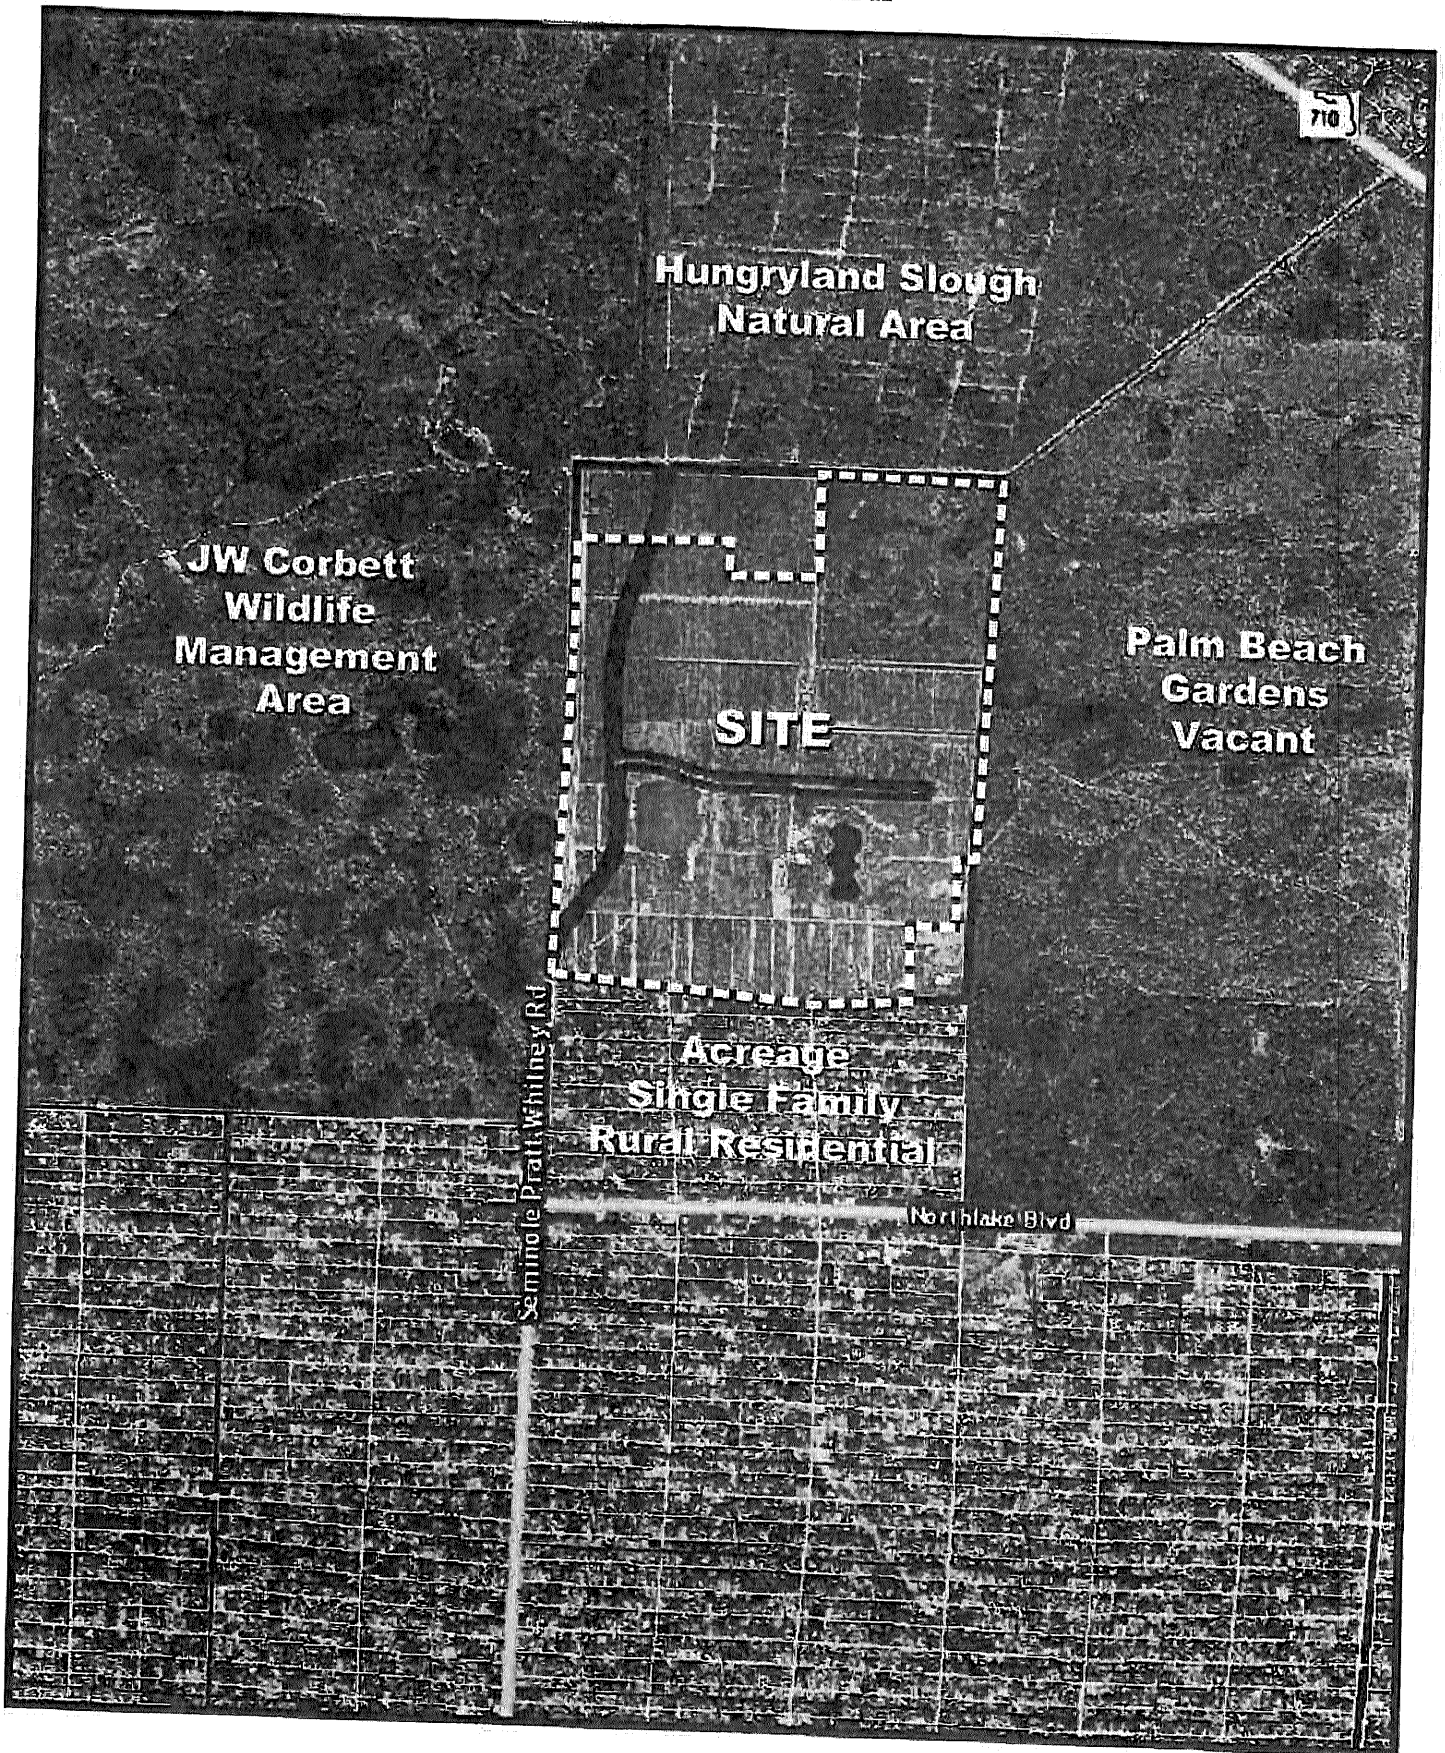 710
Hungryland Slough
Natural Area
JW Corbett
Wildlife
Management
Area
Palm Beach
Gardens
Vacant
SITE
Seminole Pratt Whitney Rd
Acreage
Single Family
Rural Residential
Northlake Blvd